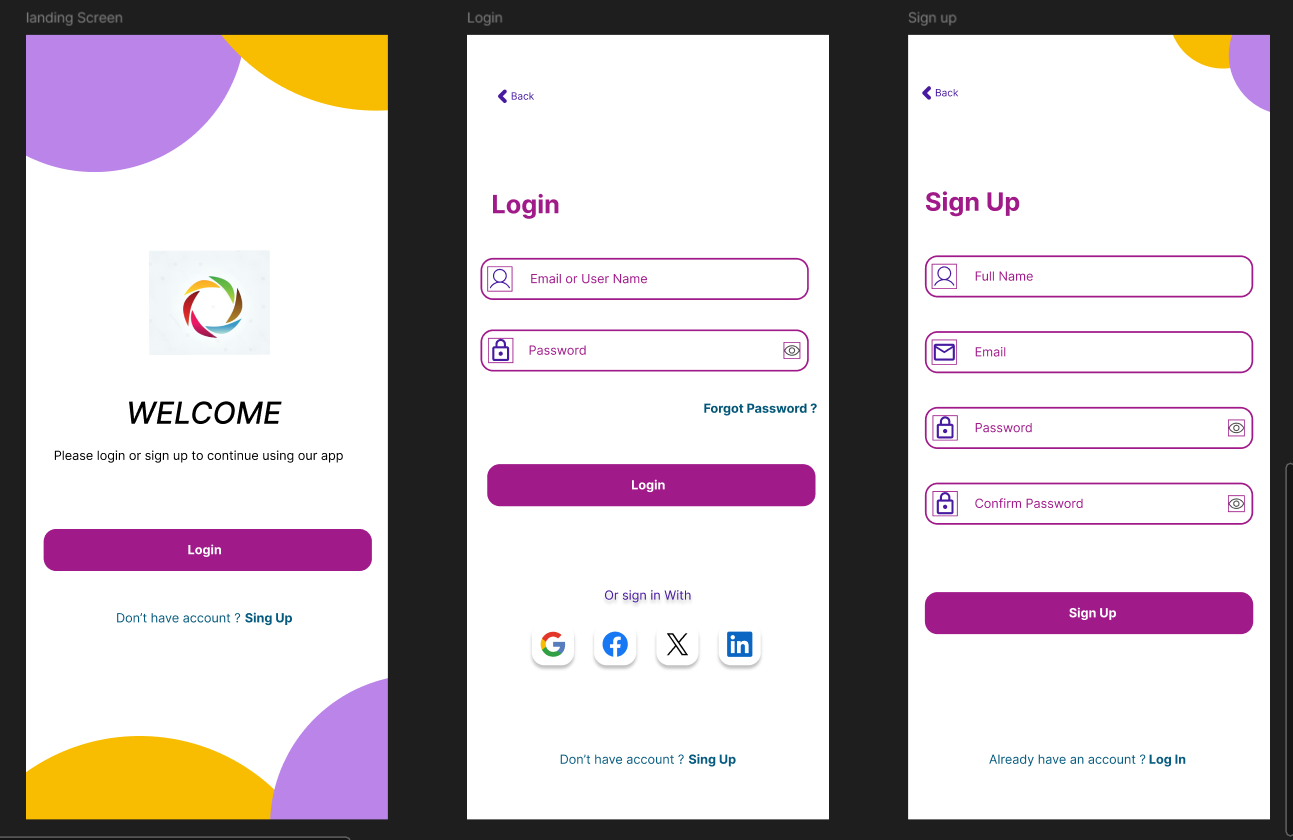 landing Screen
WELCOME
Please login or sign up to continue using our app
Login
Don't have account ? Sing Up
Login
Back
Login
Email or User Name
Password
Forgot Password ?
Login
Or sign in With
Don't have account ? Sing Up
Sign up
Back
Sign Up
Full Name
Email
Password
Confirm Password
Sign Up
Already have an account ? Log In